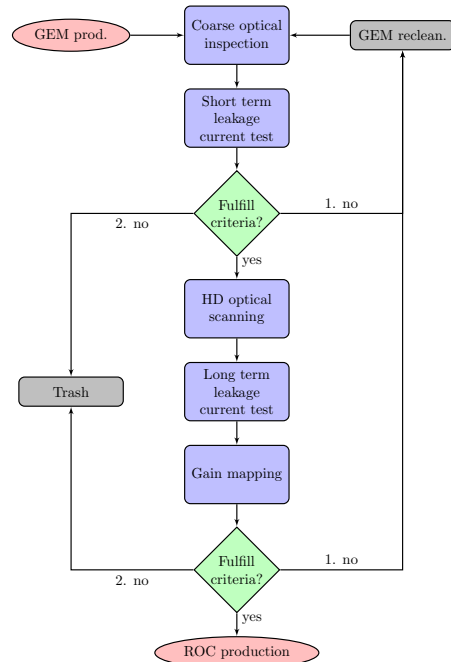 GEM prod.
Coarse optical
inspection
GEM reclean.
Short term
leakage
current test
Fulfill
criteria?
2. no
1. no
yes
HD optical
scanning
Trash
Long term
leakage
current test
Gain mapping
Fulfill
criteria?
2. no
1. no
yes
ROC production